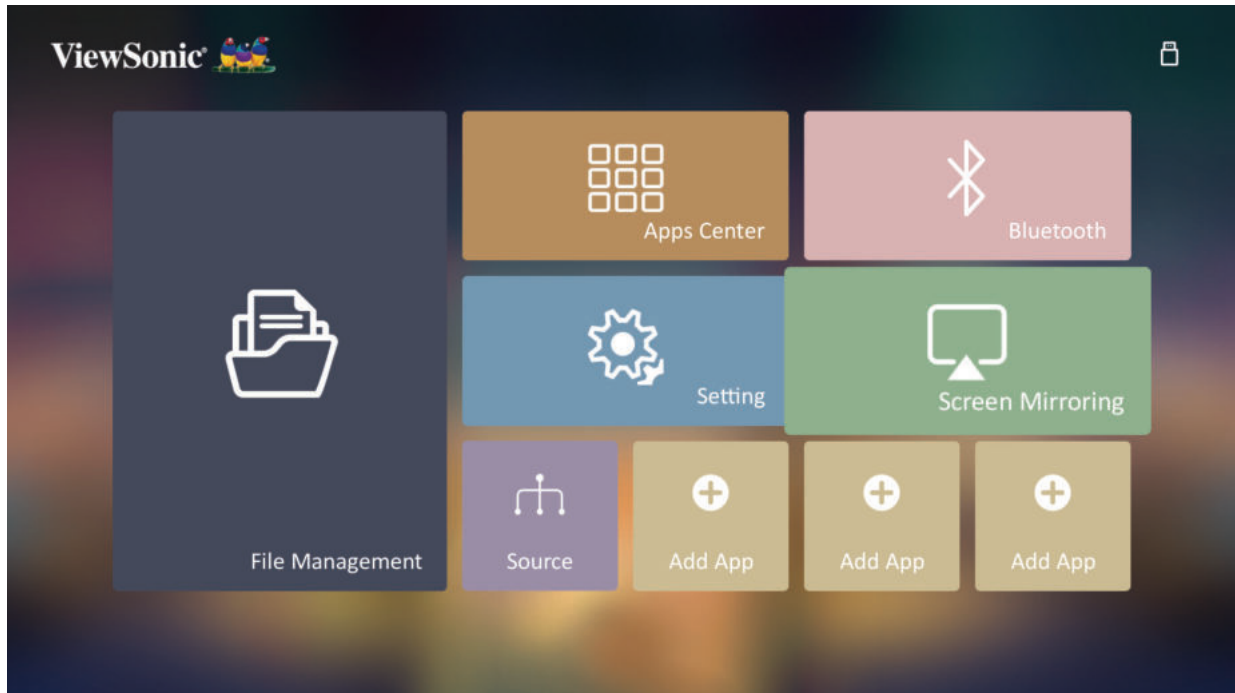 ViewSonic®
Apps Center
Bluetooth
Setting
Screen Mirroring
File Management
Source
Add App
Add App
Add App